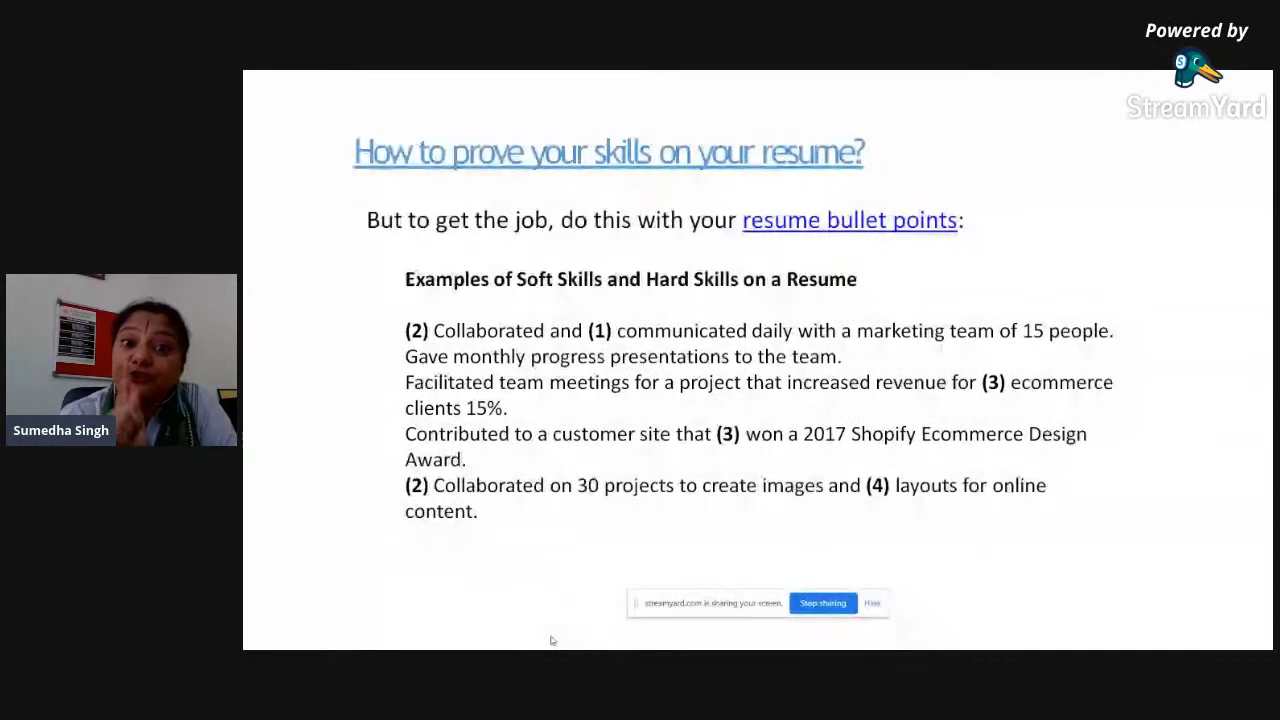 Powered by
StreamYard
How to prove your skills on your resume?
But to get the job, do this with your resume bullet points:
Examples of Soft Skills and Hard Skills on a Resume
(2) Collaborated and (1) communicated daily with a marketing team of 15 people.
Gave monthly progress presentations to the team.
Facilitated team meetings for a project that increased revenue for (3) ecommerce
clients 15%.
Contributed to a customer site that (3) won a 2017 Shopify Ecommerce Design
Award.
(2) Collaborated on 30 projects to create images and (4) layouts for online
content.
Sumedha Singh
streamyard.com is sharing your screen.
Stop sharing
Hide